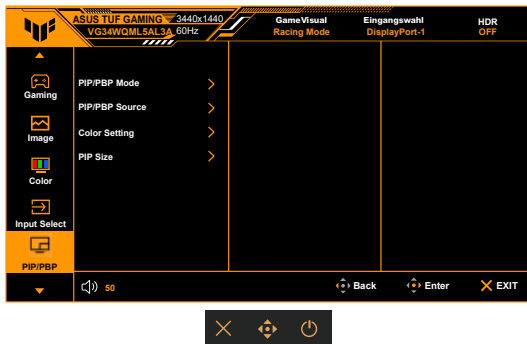 ASUS TUF GAMING 3440x1440
VG34WQML5AL3A 60Hz
GameVisual
Racing Mode
Eingangswahl
DisplayPort-1
HDR
OFF
Gaming
Image
Color
Input Select
PIP/PBP
PIP/PBP Mode
PIP/PBP Source
Color Setting
PIP Size
50
Back
Enter
EXIT